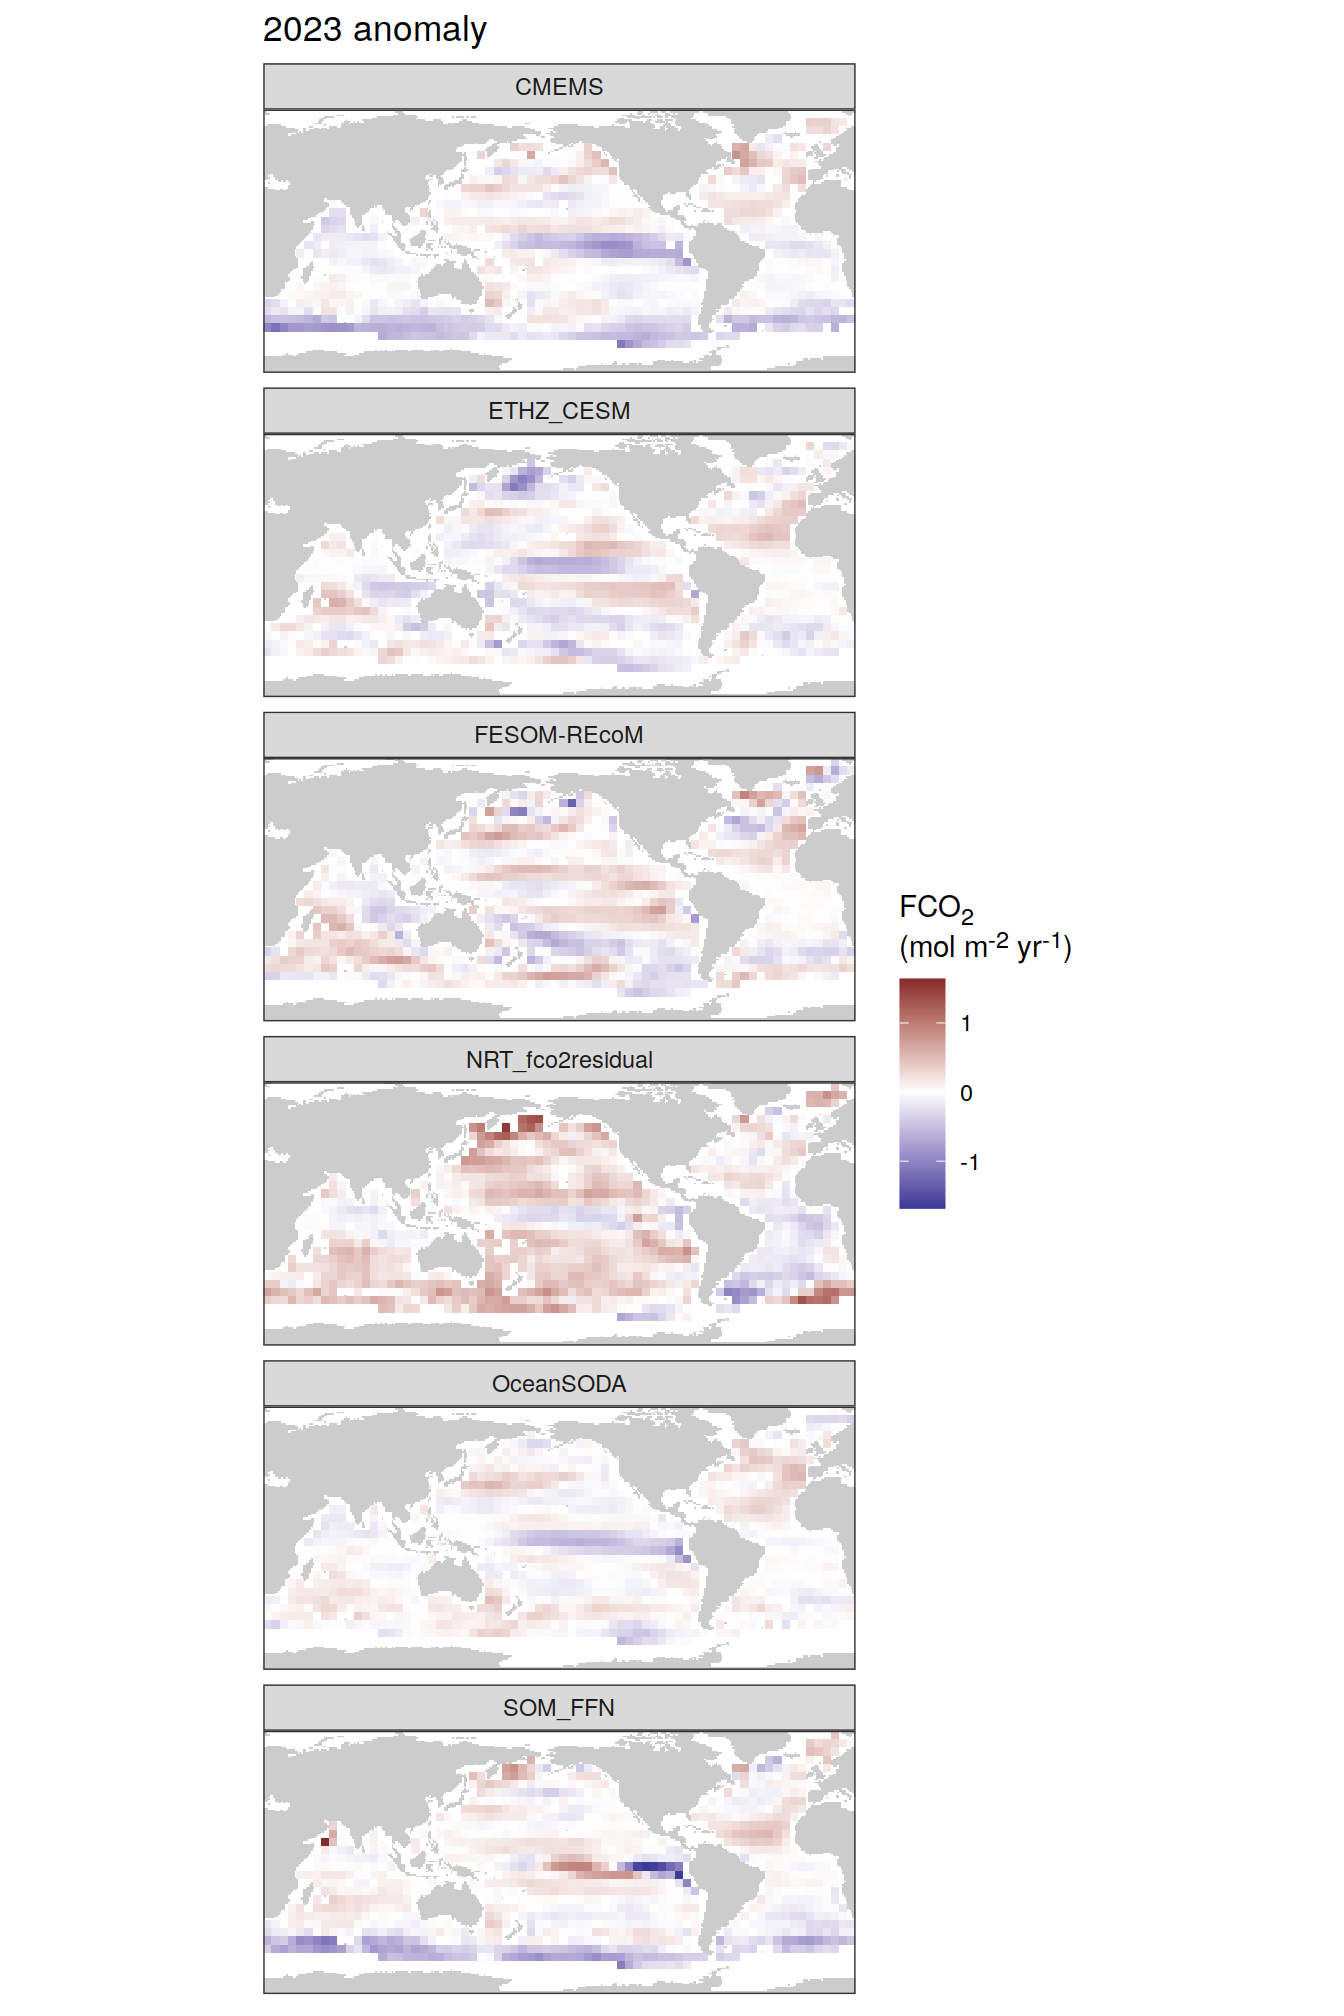 2023 anomaly
CMEMS
ETHZ_CESM
FESOM-REcoM
FCO₂
(mol m⁻² yr⁻¹)
1
0
-1
NRT_fco2residual
OceanSODA
SOM_FFN